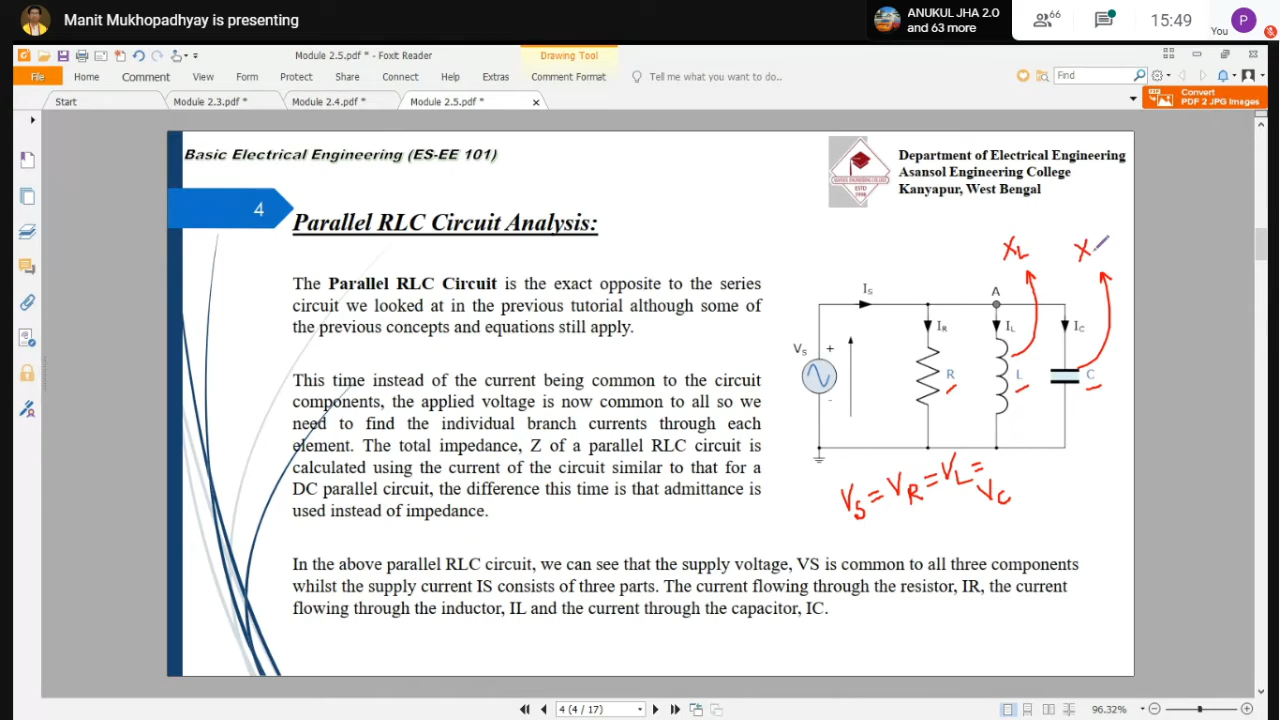 Manit Mukhopadhyay is presenting
ANUKUL JHA 2.0
and 63 more
66
15:49
You
P
Module 2.5.pdf * - Foxit Reader
Drawing Tool
File
Home
Comment
View
Form
Protect
Share
Connect
Help
Extras
Comment Format
Tell me what you want to do..
Find
Start
Module 2.3.pdf *
Module 2.4.pdf *
Module 2.5.pdf *
Convert
PDF 2 JPG Images
Basic Electrical Engineering (ES-EE 101)
Department of Electrical Engineering
Asansol Engineering College
Kanyapur, West Bengal
4
Parallel RLC Circuit Analysis:
The Parallel RLC Circuit is the exact opposite to the series
circuit we looked at in the previous tutorial although some of
the previous concepts and equations still apply.
This time instead of the current being common to the circuit
components, the applied voltage is now common to all so we
need to find the individual branch currents through each
element. The total impedance, Z of a parallel RLC circuit is
calculated using the current of the circuit similar to that for a
DC parallel circuit, the difference this time is that admittance is
used instead of impedance.
XL
X
IS
A
IR
IL
IC
VS
+
-
R
L
C
VS = VR = VL =
VC
In the above parallel RLC circuit, we can see that the supply voltage, VS is common to all three components
whilst the supply current IS consists of three parts. The current flowing through the resistor, IR, the current
flowing through the inductor, IL and the current through the capacitor, IC.
4 (4 / 17)
96.32%